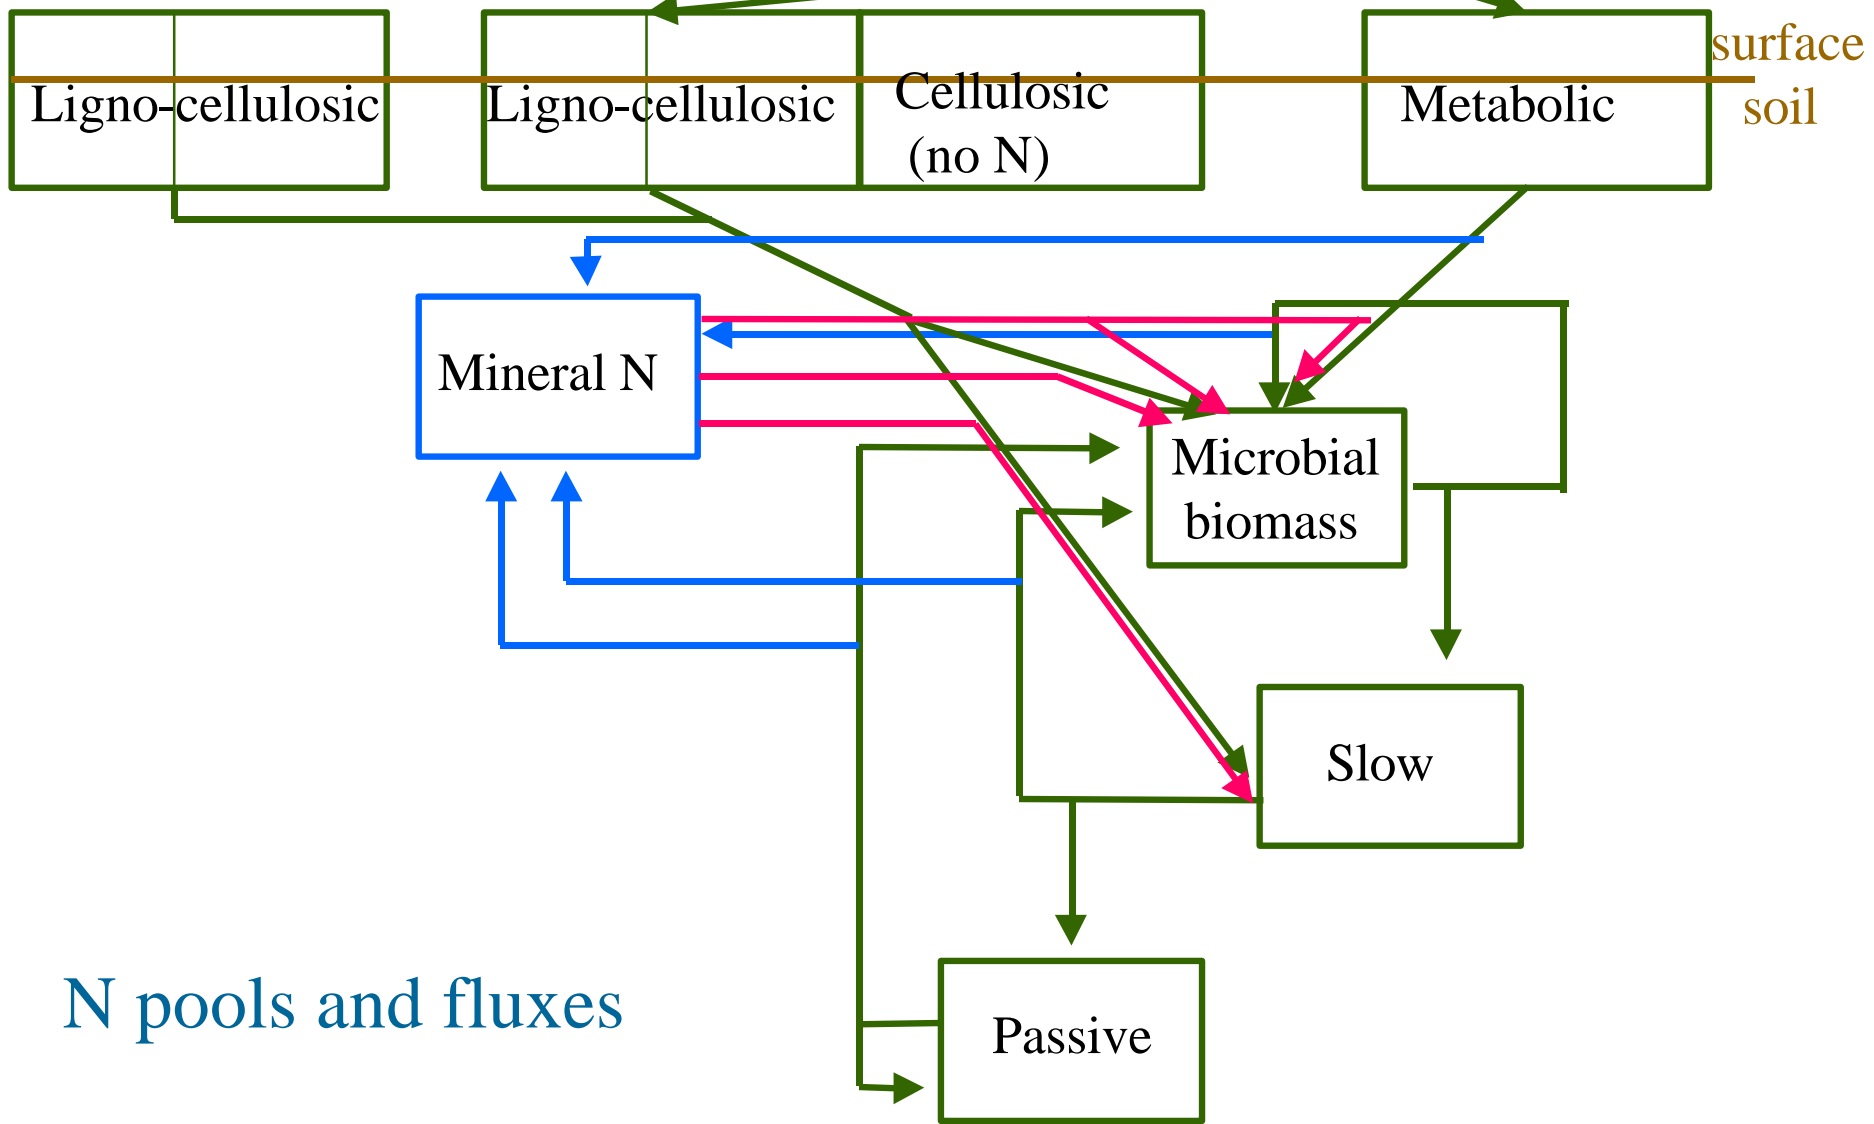 surface
Ligno-cellulosic
Ligno-cellulosic
Cellulosic
(no N)
Metabolic
soil
Mineral N
Microbial
biomass
Slow
N pools and fluxes
Passive